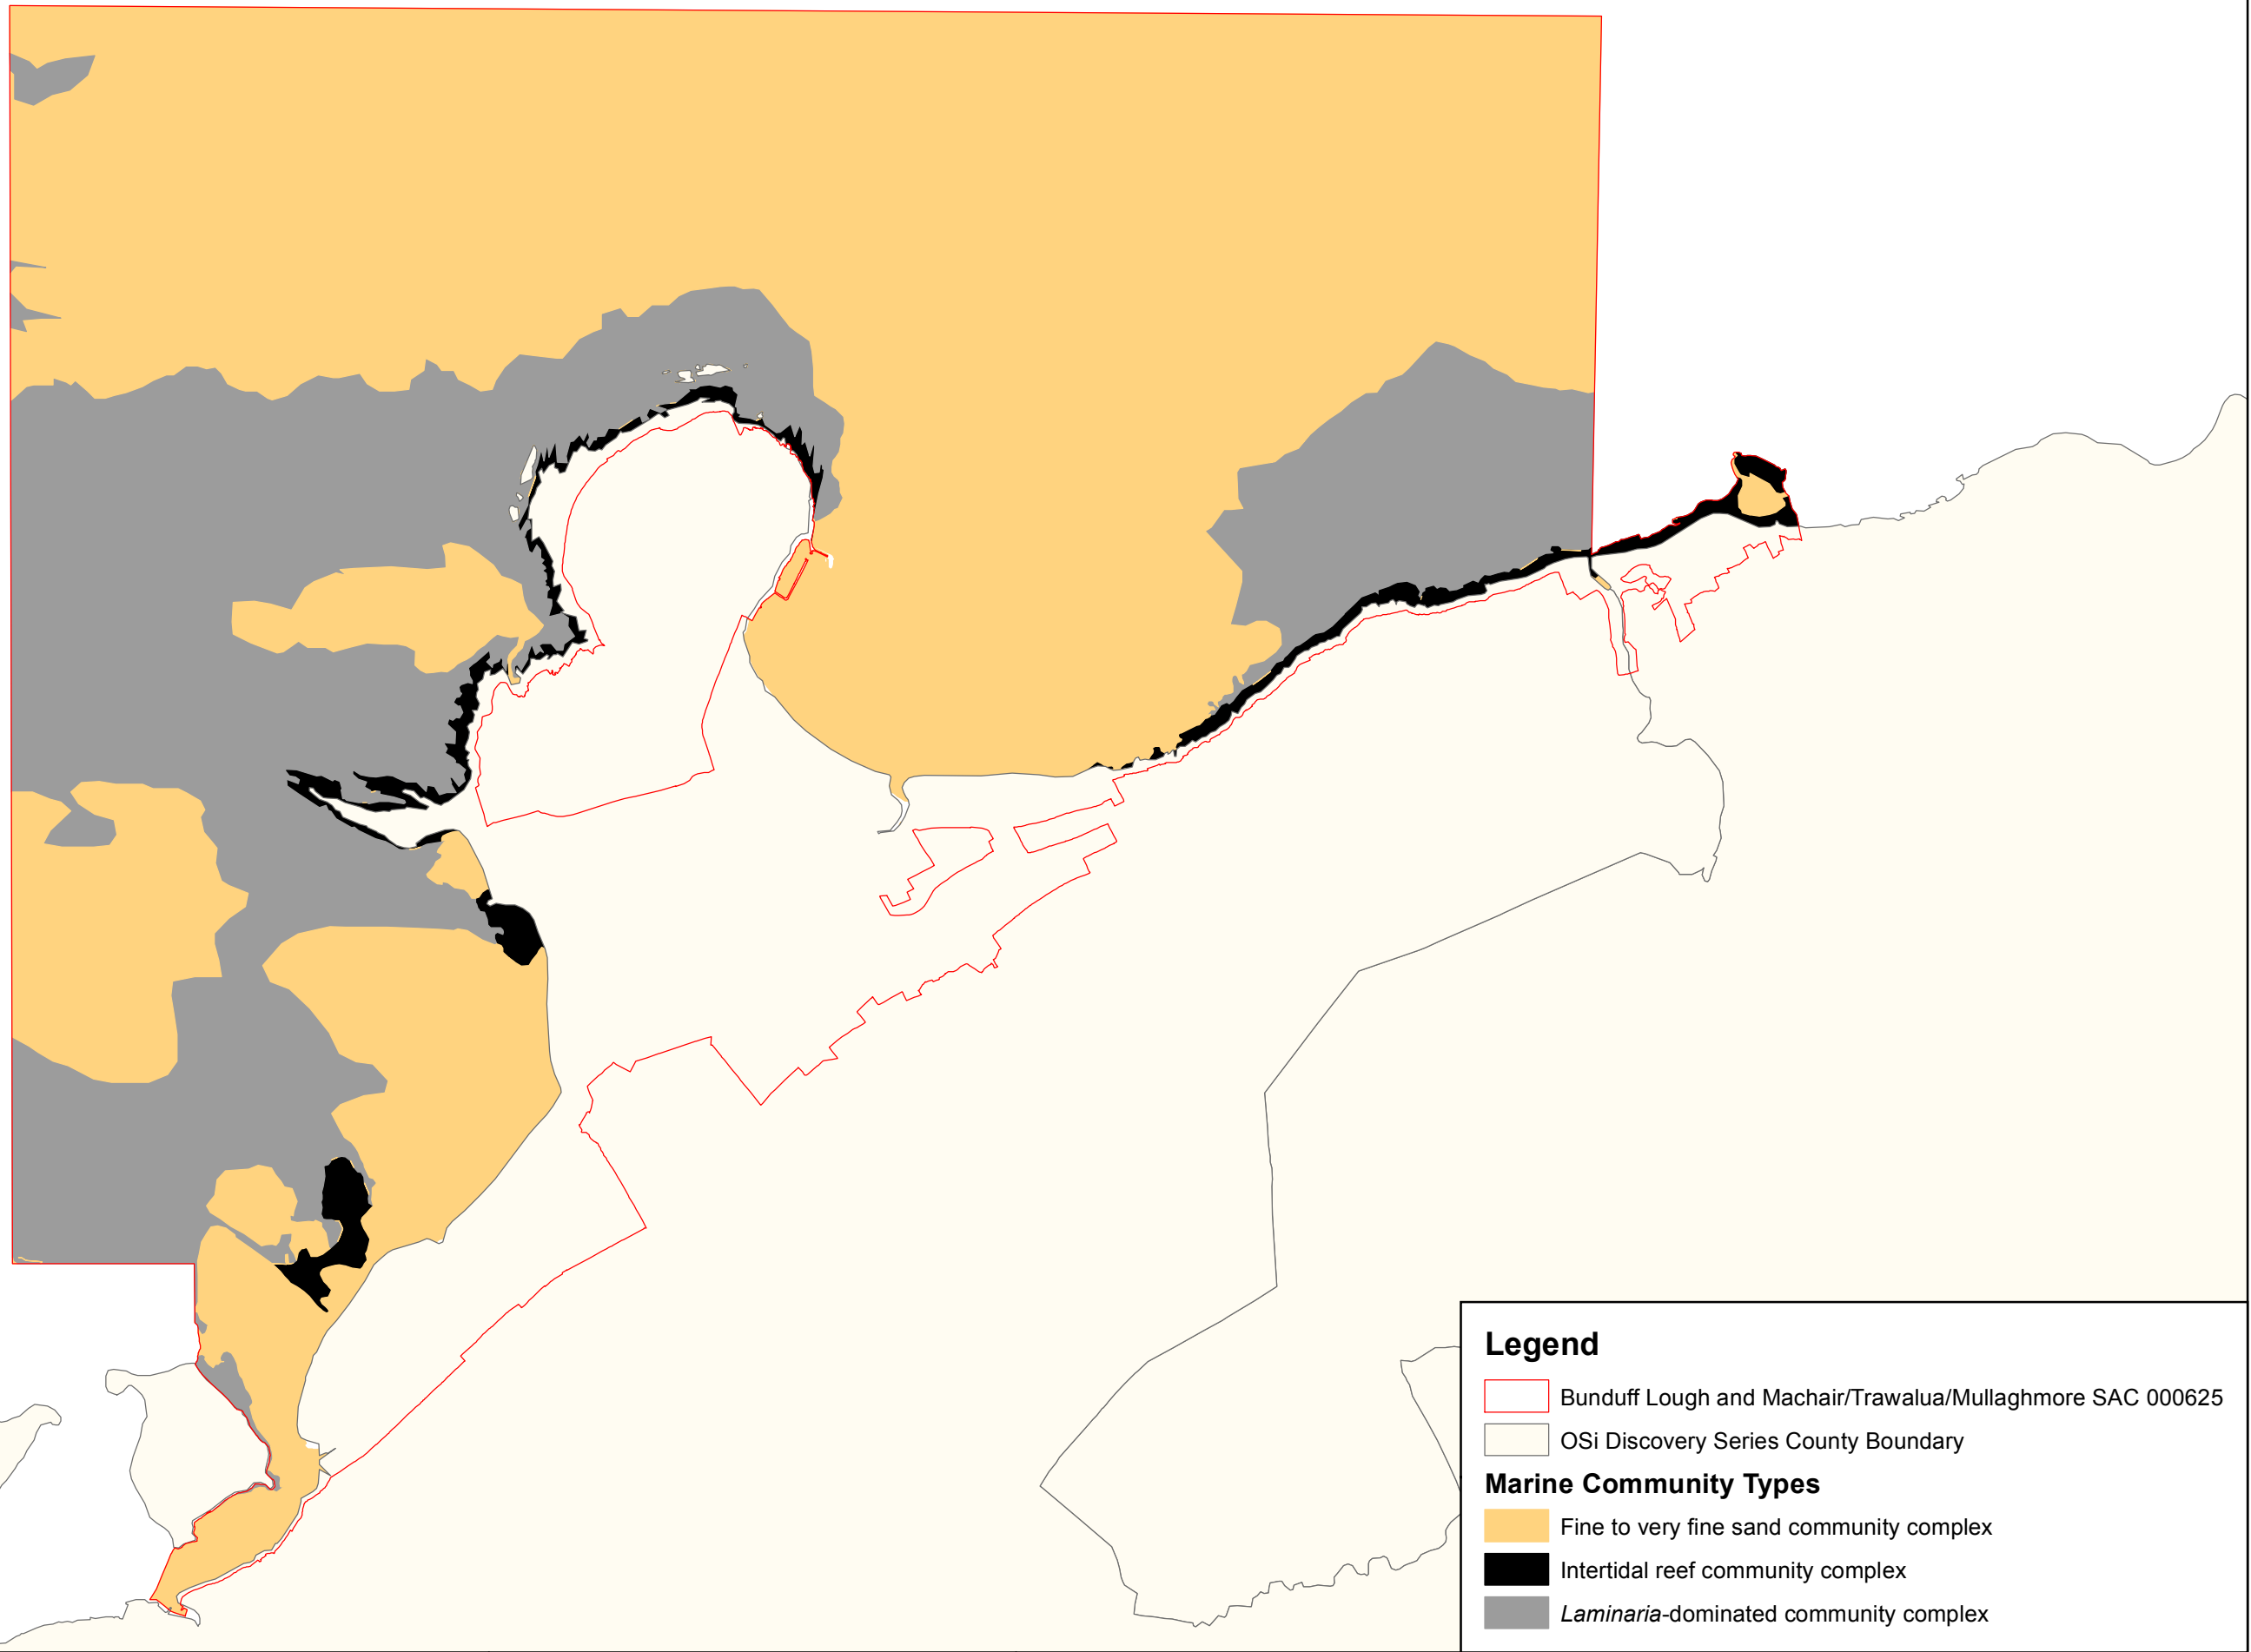 Legend
Bunduff Lough and Machair/Trawalua/Mullaghmore SAC 000625
OSi Discovery Series County Boundary
Marine Community Types
Fine to very fine sand community complex
Intertidal reef community complex
Laminaria-dominated community complex